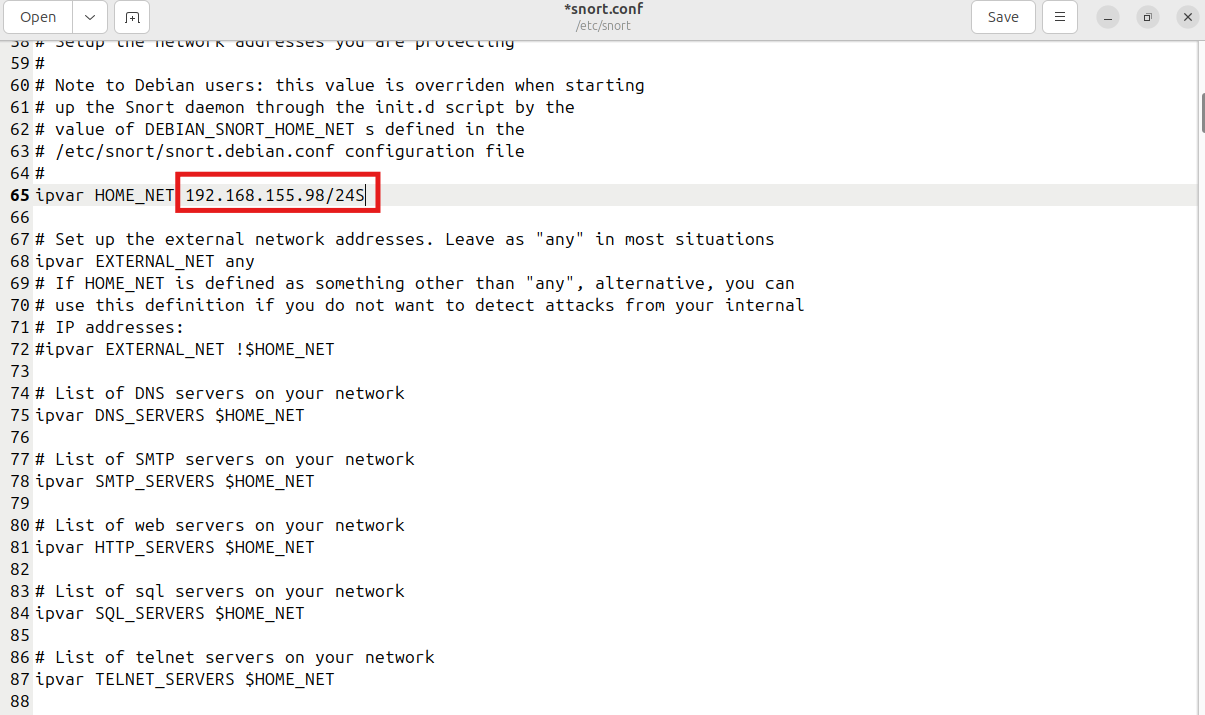 Open
*snort.conf
/etc/snort
Save
58 # Setup the network addresses you are protecting
59 #
60 # Note to Debian users: this value is overriden when starting
61 # up the Snort daemon through the init.d script by the
62 # value of DEBIAN_SNORT_HOME_NET s defined in the
63 # /etc/snort/snort.debian.conf configuration file
64 #
65 ipvar HOME_NET 192.168.155.98/24S
66
67 # Set up the external network addresses. Leave as "any" in most situations
68 ipvar EXTERNAL_NET any
69 # If HOME_NET is defined as something other than "any", alternative, you can
70 # use this definition if you do not want to detect attacks from your internal
71 # IP addresses:
72 #ipvar EXTERNAL_NET !$HOME_NET
73
74 # List of DNS servers on your network
75 ipvar DNS_SERVERS $HOME_NET
76
77 # List of SMTP servers on your network
78 ipvar SMTP_SERVERS $HOME_NET
79
80 # List of web servers on your network
81 ipvar HTTP_SERVERS $HOME_NET
82
83 # List of sql servers on your network
84 ipvar SQL_SERVERS $HOME_NET
85
86 # List of telnet servers on your network
87 ipvar TELNET_SERVERS $HOME_NET
88